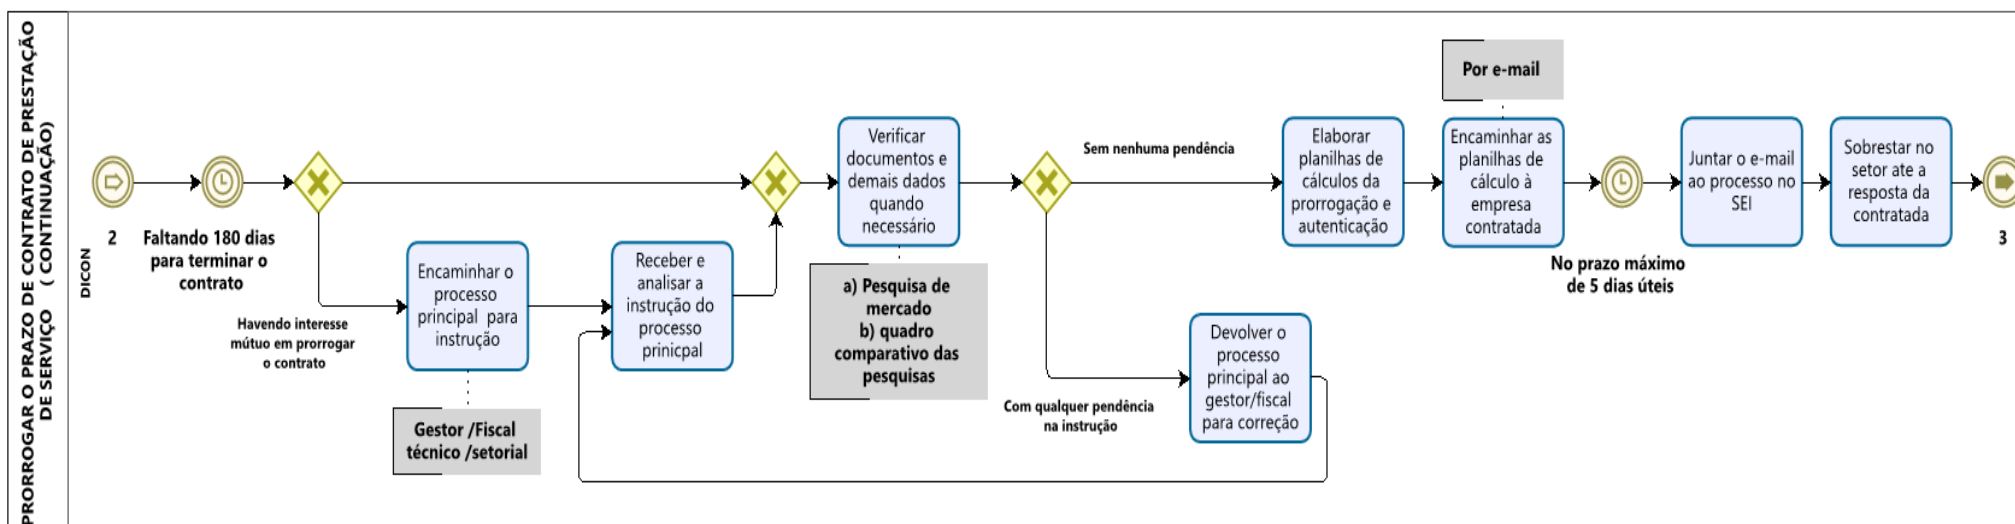 PRORROGAR O PRAZO DE CONTRATO DE PRESTAÇÃO
DE SERVIÇO ( CONTINUAÇÃO)
DICON
2
Faltando 180 dias
para terminar o
contrato
Havendo interesse
mútuo em prorrogar
o contrato
Encaminhar o
processo
principal para
instrução
Gestor /Fiscal
técnico /setorial
Receber e
analisar a
instrução do
processo
prinicpal
Verificar
documentos e
demais dados
quando
necessário
a) Pesquisa de
mercado
b) quadro
comparativo das
pesquisas
Sem nenhuma pendência
Com qualquer pendência
na instrução
Devolver o
processo
principal ao
gestor/fiscal
para correção
Elaborar
planilhas de
cálculos da
prorrogação e
autenticação
Por e-mail
Encaminhar as
planilhas de
cálculo à
empresa
contratada
No prazo máximo
de 5 dias úteis
Juntar o e-mail
ao processo no
SEI
Sobrestar no
setor ate a
resposta da
contratada
3